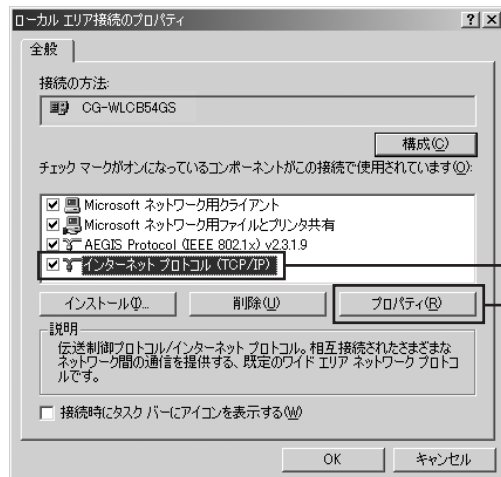 ローカル エリア接続のプロパティ
全般
接続の方法:
CG-WLCB54GS
構成(C)
チェック マークがオンになっているコンポーネントがこの接続で使用されています(O):
Microsoft ネットワーク用クライアント
Microsoft ネットワーク用ファイルとプリンタ共有
AEGIS Protocol (IEEE 802.1x) v2.3.1.9
インターネット プロトコル (TCP/IP)
インストール(I)... 削除(U) プロパティ(R)
説明
伝送制御プロトコル/インターネット プロトコル。相互接続されたさまざまな
ネットワーク間の通信を提供する、既定のワイド エリア ネットワーク プロトコ
ルです。
接続時にタスク バーにアイコンを表示する(W)
OK キャンセル